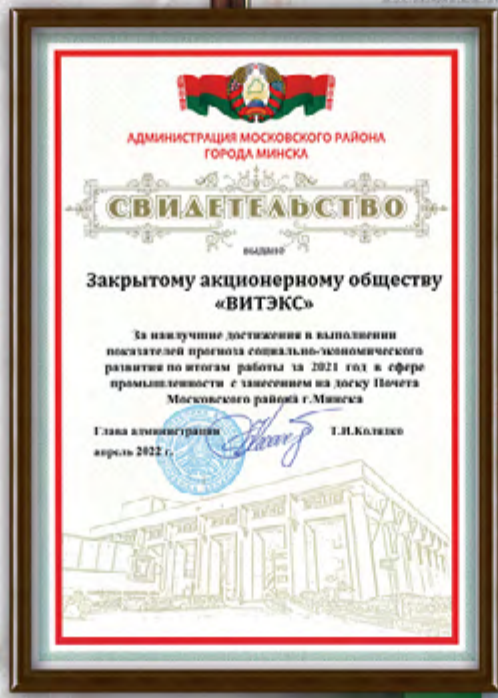 АДМИНИСТРАЦИЯ МОСКОВСКОГО РАЙОНА
ГОРОДА МИНСКА
СВИДЕТЕЛЬСТВО
выдано
Закрытому акционерному обществу
«ВИТЭКС»
За наилучшие достижения в выполнении
показателей прогноза социально-экономического
развития по итогам работы за 2021 год в сфере
промышленности с занесением на доску Почета
Московского района г.Минска
Глава администрации Т.И.Коляцко
апрель 2022 г.